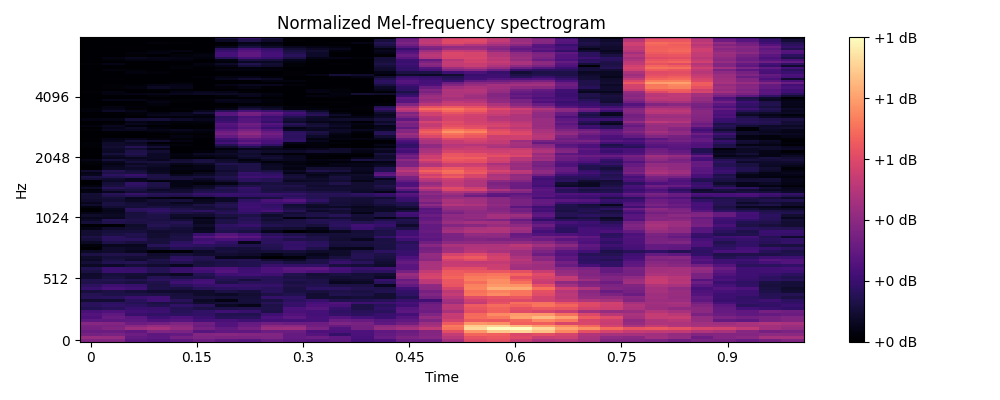 Normalized Mel-frequency spectrogram
Hz
4096
2048
1024
512
0
0 0.15 0.3 0.45 0.6 0.75 0.9
Time
+1 dB
+1 dB
+1 dB
+0 dB
+0 dB
+0 dB